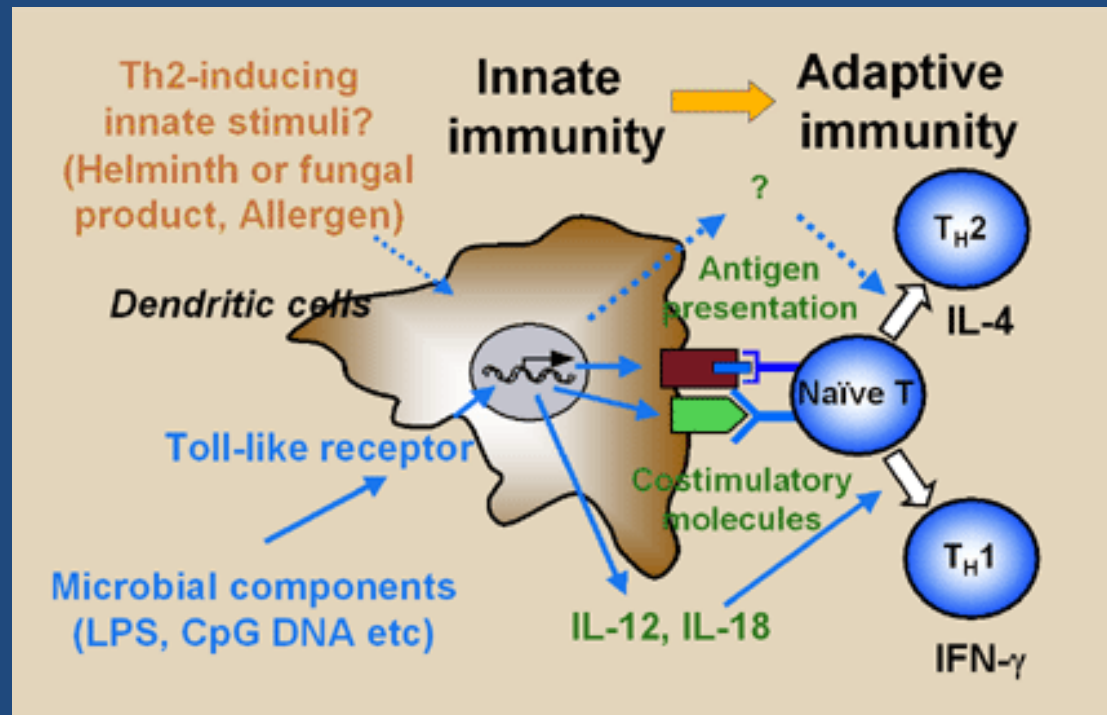 Th2-inducing
innate stimuli?
(Helminth or fungal
product, Allergen)
Innate
immunity
Adaptive
immunity
?
TH2
IL-4
Dendritic cells
Antigen
presentation
Naïve T
Toll-like receptor
Costimulatory
molecules
Microbial components
(LPS, CpG DNA etc)
IL-12, IL-18
TH1
IFN-γ